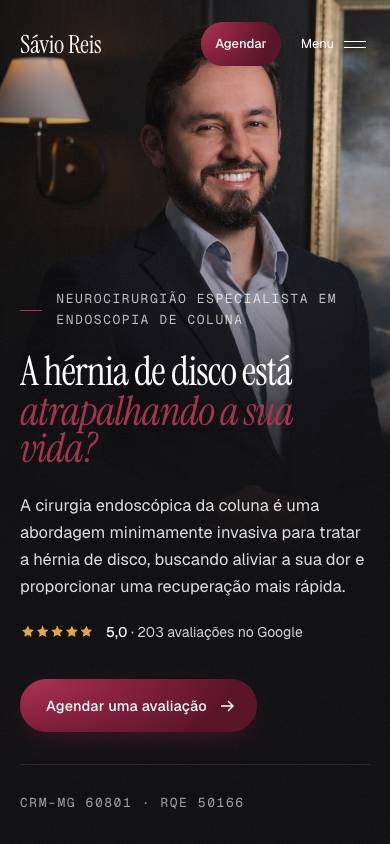 Sávio Reis
Agendar
Menu
NEUROCIRURGIÃO ESPECIALISTA EM
ENDOSCOPIA DE COLUNA
A hérnia de disco está
atrapalhando a sua
vida?
A cirurgia endoscópica da coluna é uma
abordagem minimamente invasiva para tratar
a hérnia de disco, buscando aliviar a sua dor e
proporcionar uma recuperação mais rápida.
5,0 · 203 avaliações no Google
Agendar uma avaliação →
CRM-MG 60801 · RQE 50166